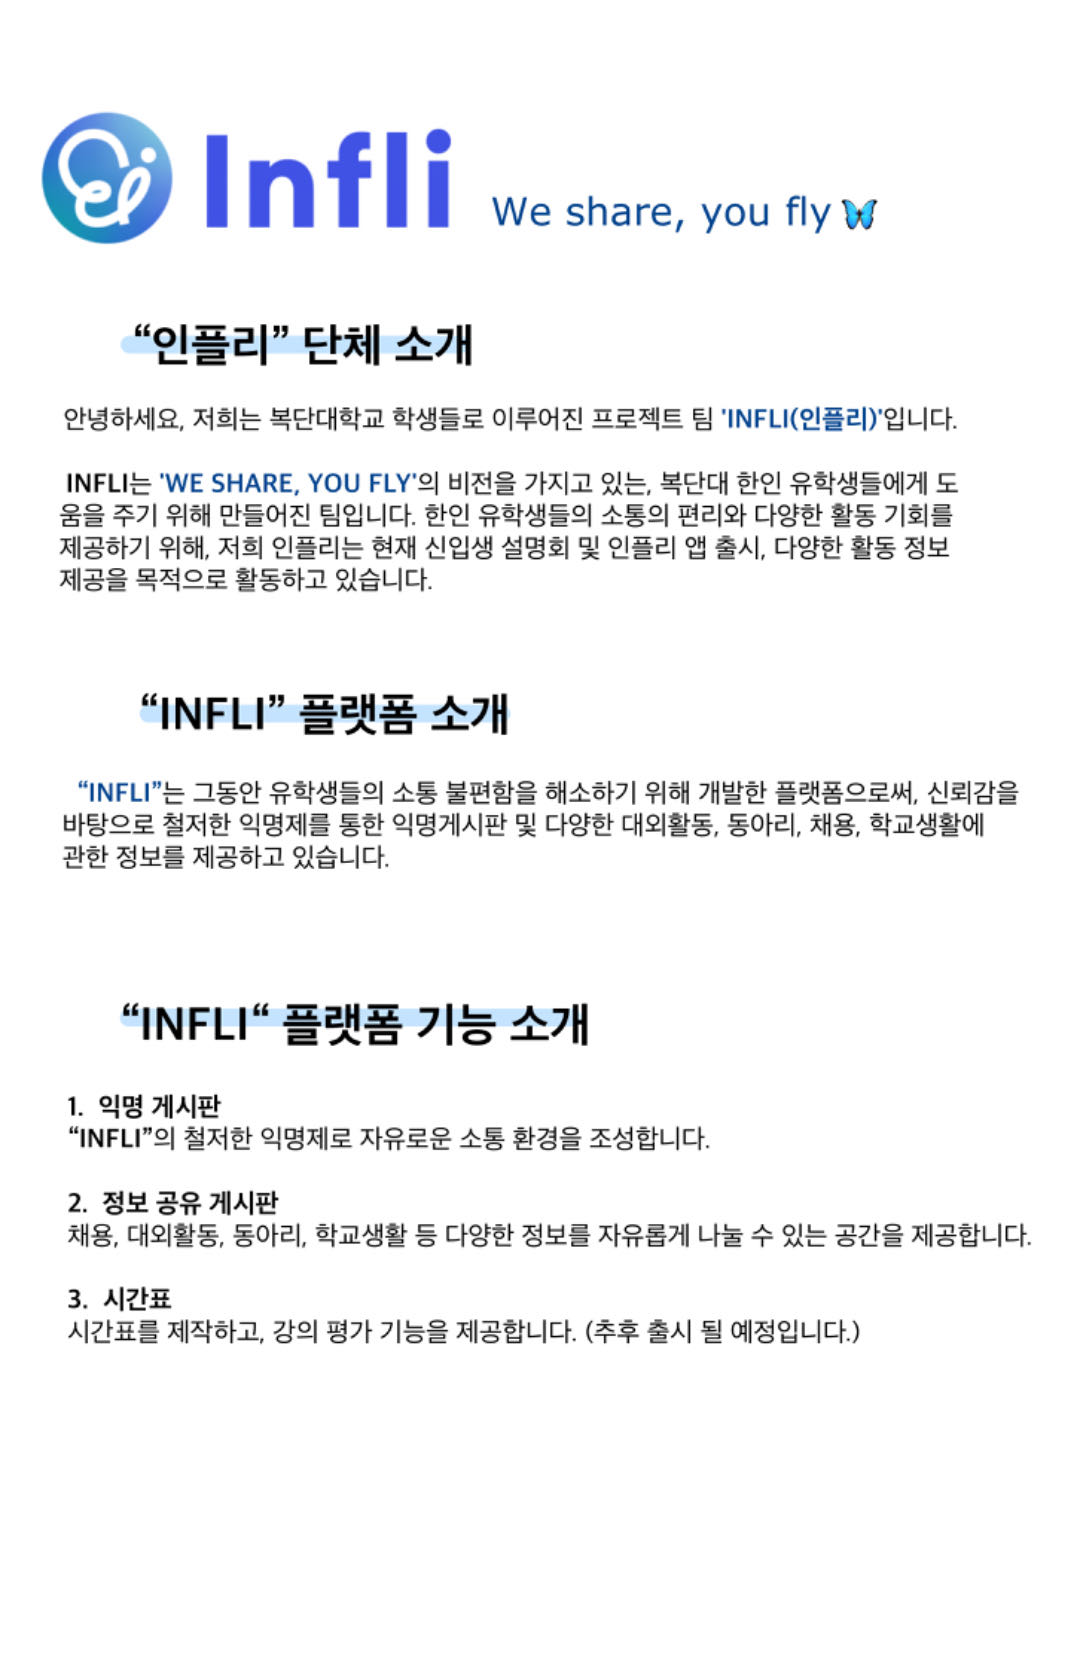 Infli We share, you fly
“인플리” 단체 소개
안녕하세요, 저희는 복단대학교 학생들로 이루어진 프로젝트 팀 'INFLI(인플리)'입니다.
INFLI는 'WE SHARE, YOU FLY'의 비전을 가지고 있는, 복단대 한인 유학생들에게 도
움을 주기 위해 만들어진 팀입니다. 한인 유학생들의 소통의 편리와 다양한 활동 기회를
제공하기 위해, 저희 인플리는 현재 신입생 설명회 및 인플리 앱 출시, 다양한 활동 정보
제공을 목적으로 활동하고 있습니다.
“INFLI” 플랫폼 소개
“INFLI”는 그동안 유학생들의 소통 불편함을 해소하기 위해 개발한 플랫폼으로써, 신뢰감을
바탕으로 철저한 익명제를 통한 익명게시판 및 다양한 대외활동, 동아리, 채용, 학교생활에
관한 정보를 제공하고 있습니다.
“INFLI“ 플랫폼 기능 소개
1. 익명 게시판
“INFLI”의 철저한 익명제로 자유로운 소통 환경을 조성합니다.
2. 정보 공유 게시판
채용, 대외활동, 동아리, 학교생활 등 다양한 정보를 자유롭게 나눌 수 있는 공간을 제공합니다.
3. 시간표
시간표를 제작하고, 강의 평가 기능을 제공합니다. (추후 출시 될 예정입니다.)